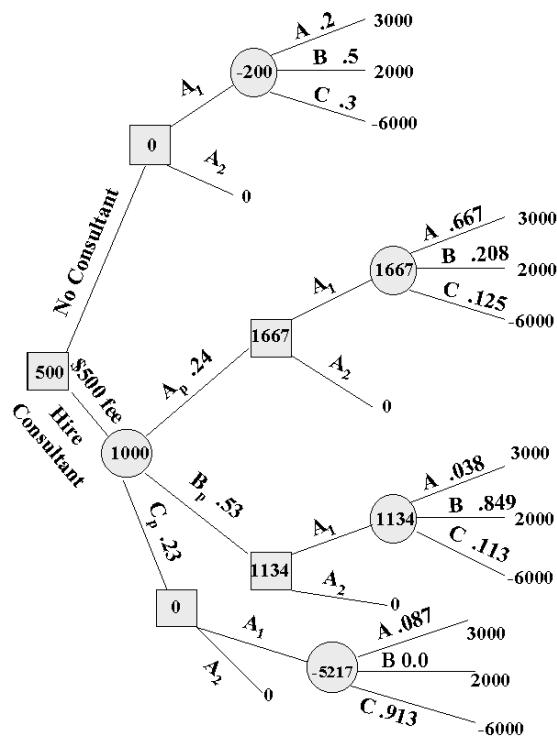 A .2 3000
-200 B .5 2000
C .3 -6000
A1
0
A2 0
No Consultant
A .667 3000
1667 B .208 2000
C .125 -6000
A1
1667
A2 0
500
$500 fee
Hire
Consultant
Ap .24
1000
Bp .53
A .038 3000
1134 B .849 2000
C .113 -6000
A1
1134
A2 0
Cp .23
0
A1
A .087 3000
-5217 B 0.0 2000
C .913 -6000
A2 0